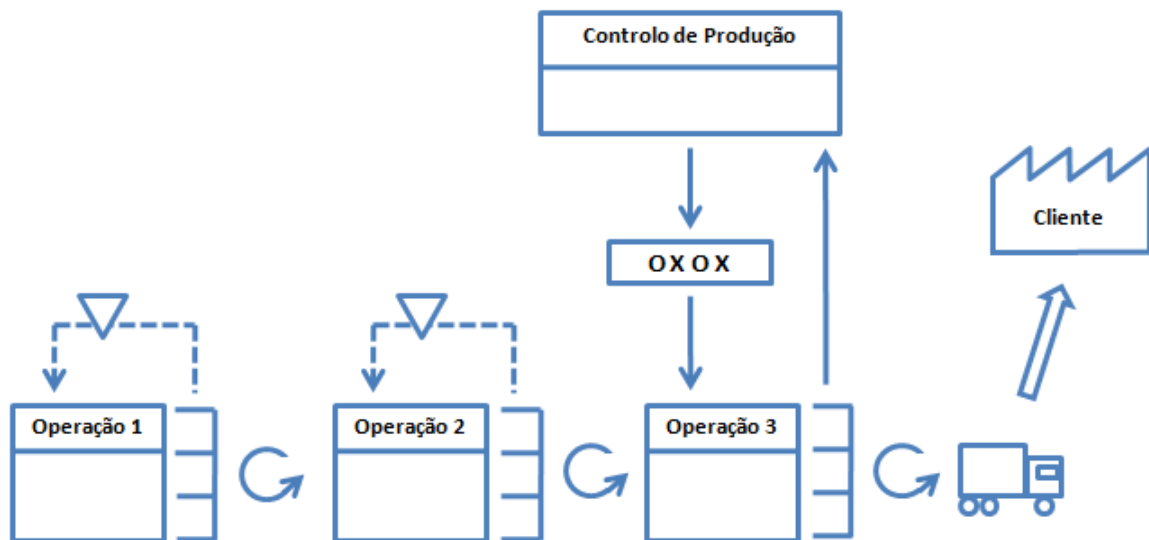 Controlo de Produção
O X O X
Cliente
Operação 1
Operação 2
Operação 3